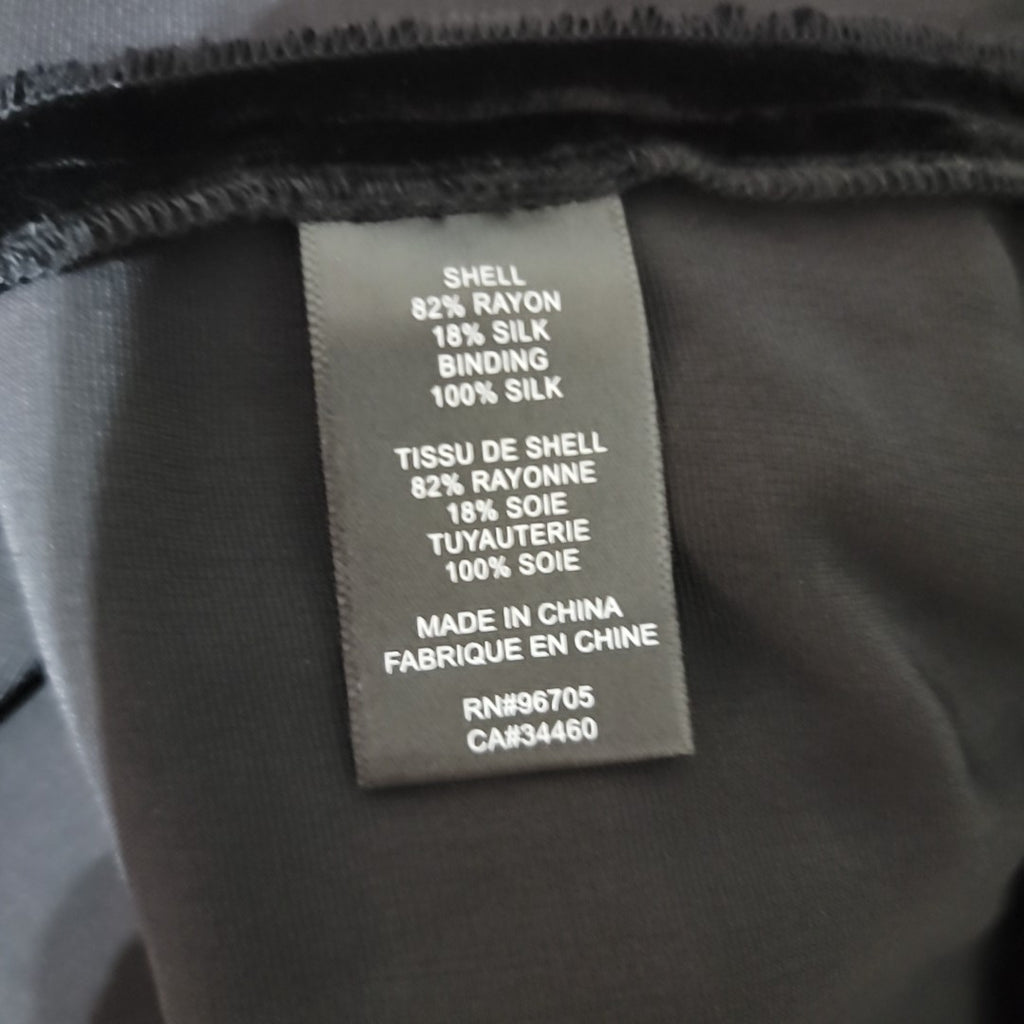 SHELL
82% RAYON
18% SILK
BINDING
100% SILK
TISSU DE SHELL
82% RAYONNE
18% SOIE
TUYAUTERIE
100% SOIE
MADE IN CHINA
FABRIQUE EN CHINE
RN#96705
CA#34460